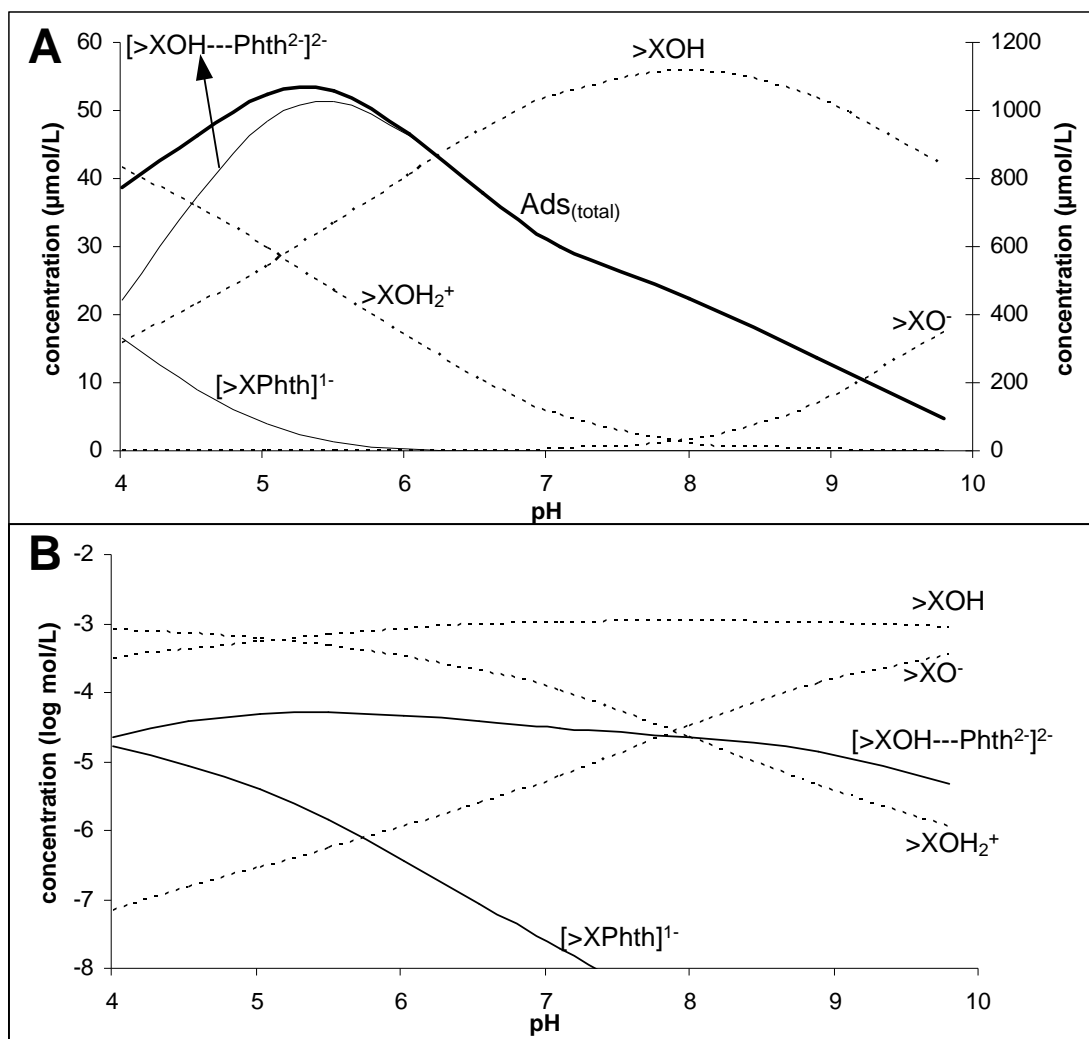 A
[>XOH---Phth²⁻]²⁻
>XOH
60
50
40
30
20
10
0
1200
1000
800
600
400
200
0
concentration (µmol/L)
concentration (µmol/L)
Ads(total)
>XOH₂⁺
>XO⁻
[>XPhth]¹⁻
4 5 6 7 8 9 10
pH
B
-2
-3
-4
-5
-6
-7
-8
concentration (log mol/L)
>XOH
>XO⁻
[>XOH---Phth²⁻]²⁻
>XOH₂⁺
[>XPhth]¹⁻
4 5 6 7 8 9 10
pH